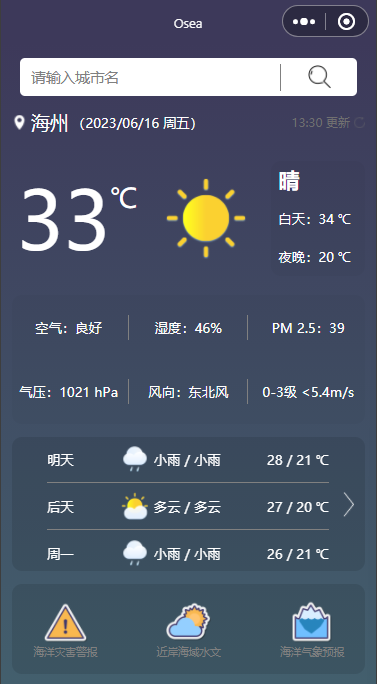 Osea
请输入城市名
海州 （2023/06/16 周五） 13:30 更新
33℃
晴
白天：34 ℃
夜晚：20 ℃
空气：良好 湿度：46% PM 2.5：39
气压：1021 hPa 风向：东北风 0-3级 <5.4m/s
明天 小雨 / 小雨 28 / 21 ℃
后天 多云 / 多云 27 / 20 ℃
周一 小雨 / 小雨 26 / 21 ℃
海洋灾害警报 近岸海域水文 海洋气象预报